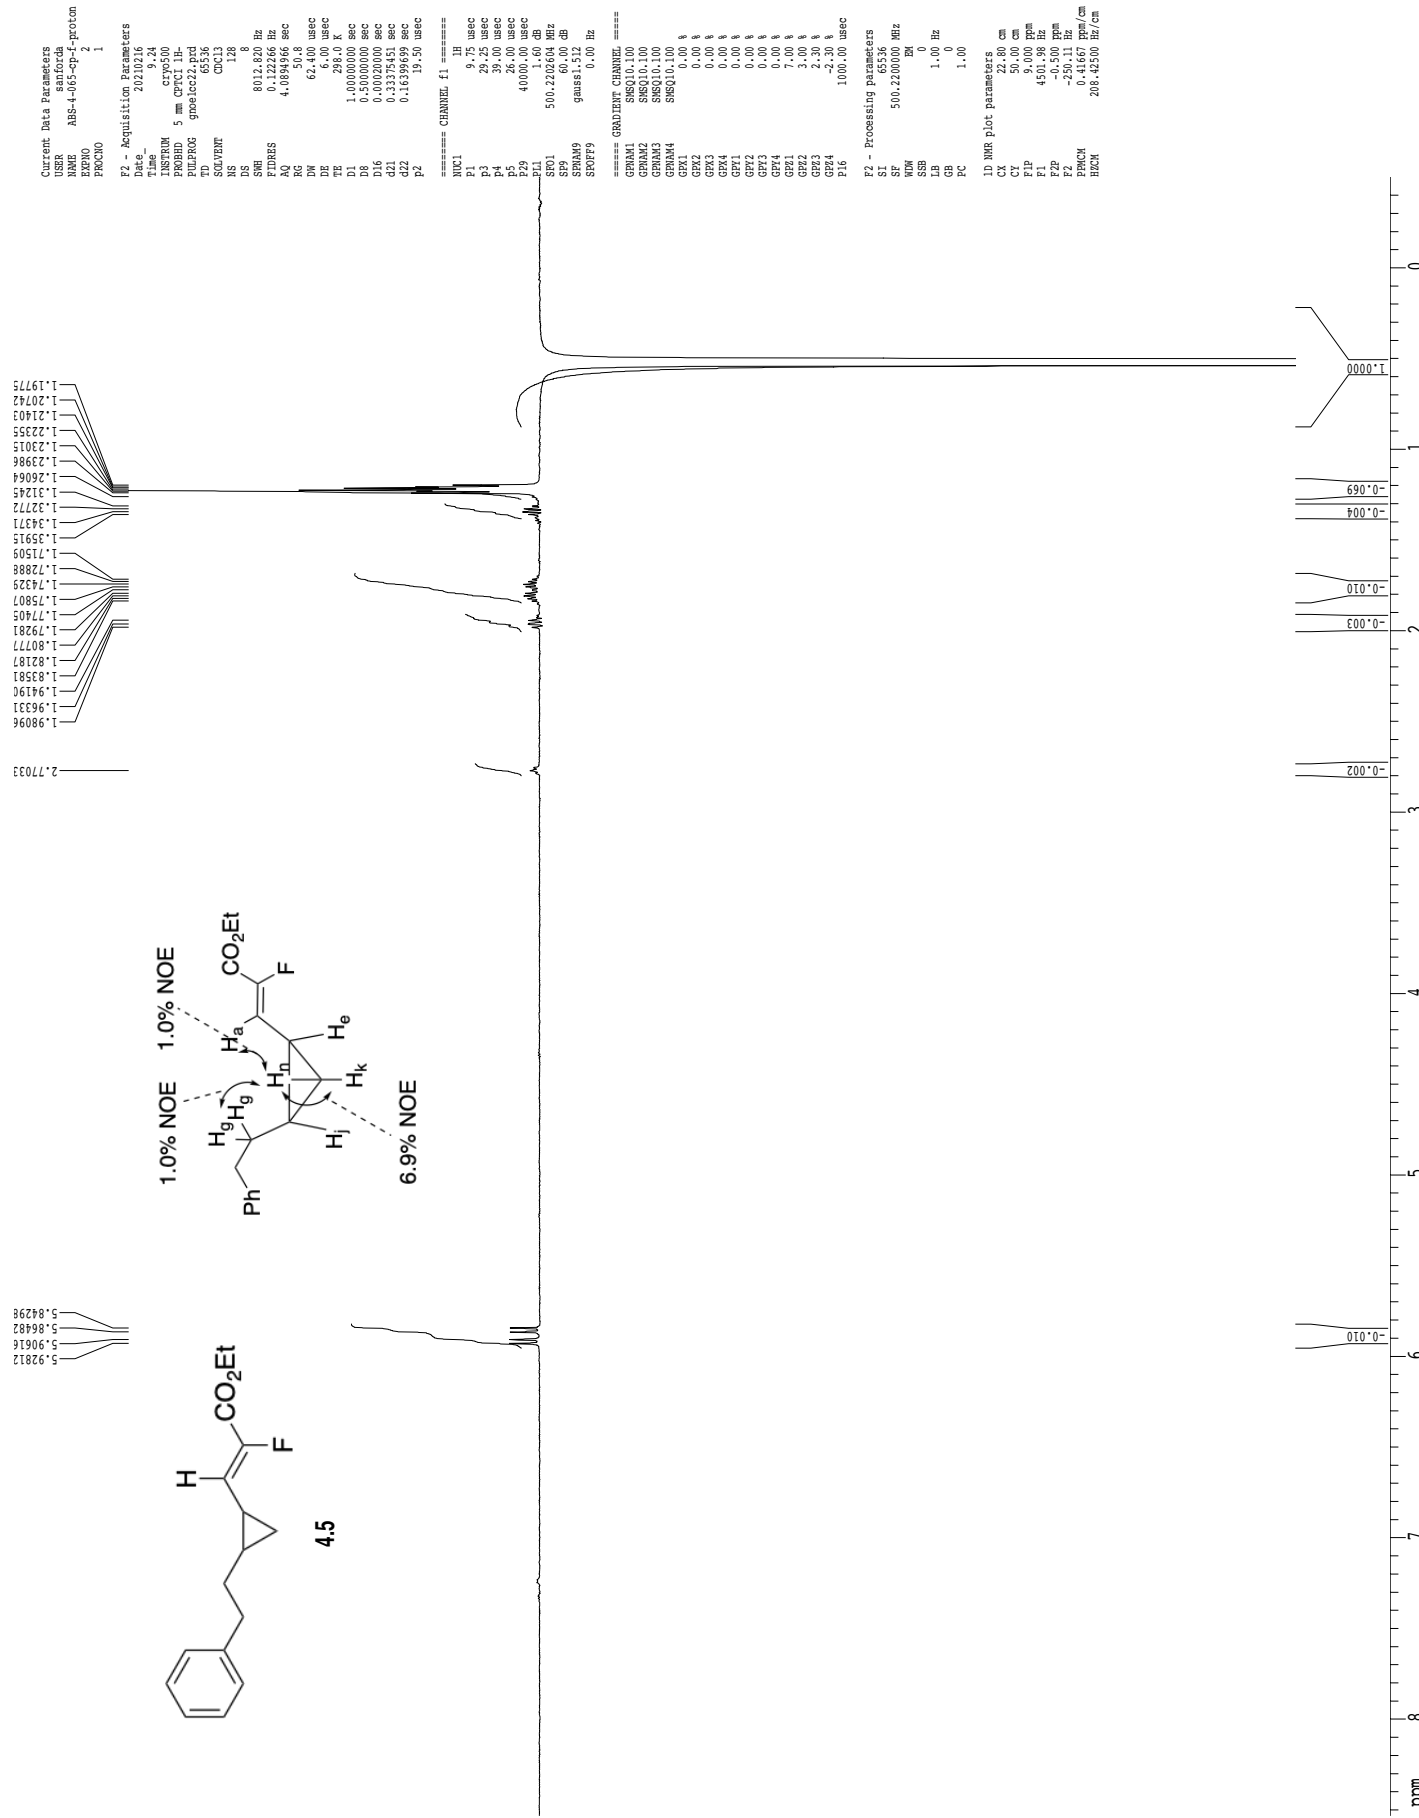 Current Data Parameters
USER sanforda
NAME ABS-4-065-cp-f-proton
EXPNO 2
PROCNO 1
F2 - Acquisition Parameters
Date_ 20210216
Time_ 9.24
INSTRUM cryo500
PROBHD 5 mm CPTCI 1H-
PULPROG gnoelcc22.prd
TD 65536
SOLVENT CDCl3
NS 128
DS 8
SWH 8012.820 Hz
FIDRES 0.122266 Hz
AQ 4.0894966 sec
RG 50.8
DW 62.400 usec
DE 6.00 usec
TE 298.0 K
D1 1.00000000 sec
D8 0.50000000 sec
D16 0.00020000 sec
d21 0.33375451 sec
d22 0.16399699 sec
p2 19.50 usec
======== CHANNEL f1 ========
NUC1 1H
P1 9.75 usec
p3 29.25 usec
p4 39.00 usec
p5 26.00 usec
P29 40000.00 usec
PL1 1.60 dB
SFO1 500.2202604 MHz
SP9 60.00 dB
SPNAM9 gauss1.512
SPOFF9 0.00 Hz
====== GRADIENT CHANNEL =====
GPNAM1 SMSQ10.100
GPNAM2 SMSQ10.100
GPNAM3 SMSQ10.100
GPNAM4 SMSQ10.100
GPX1 0.00 %
GPX2 0.00 %
GPX3 0.00 %
GPX4 0.00 %
GPY1 0.00 %
GPY2 0.00 %
GPY3 0.00 %
GPY4 0.00 %
GPZ1 7.00 %
GPZ2 3.00 %
GPZ3 2.30 %
GPZ4 -2.30 %
P16 1000.00 usec
F2 - Processing parameters
SI 65536
SF 500.2200000 MHz
WDW EM
SSB 0
LB 1.00 Hz
GB 0
PC 1.00
1D NMR plot parameters
CX 22.80 cm
CY 50.00 cm
F1P 9.000 ppm
F1 4501.98 Hz
F2P -0.500 ppm
F2 -250.11 Hz
PPMCM 0.41667 ppm/cm
HZCM 208.42500 Hz/cm
5.92812
5.90616
5.86482
5.84298
2.77033
1.98096
1.96331
1.94190
1.83581
1.82187
1.80777
1.79281
1.77405
1.75807
1.74329
1.72888
1.71509
1.35915
1.34371
1.32772
1.31245
1.26064
1.23986
1.23015
1.22355
1.21403
1.20742
1.19775
H
CO2Et
F
4.5
1.0% NOE
1.0% NOE
Ph
Hg
Hg
Ha
CO2Et
F
Hn
He
Hj
Hk
6.9% NOE
-0.010
-0.002
-0.003
-0.010
-0.004
-0.069
1.0000
ppm
8
7
6
5
4
3
2
1
0